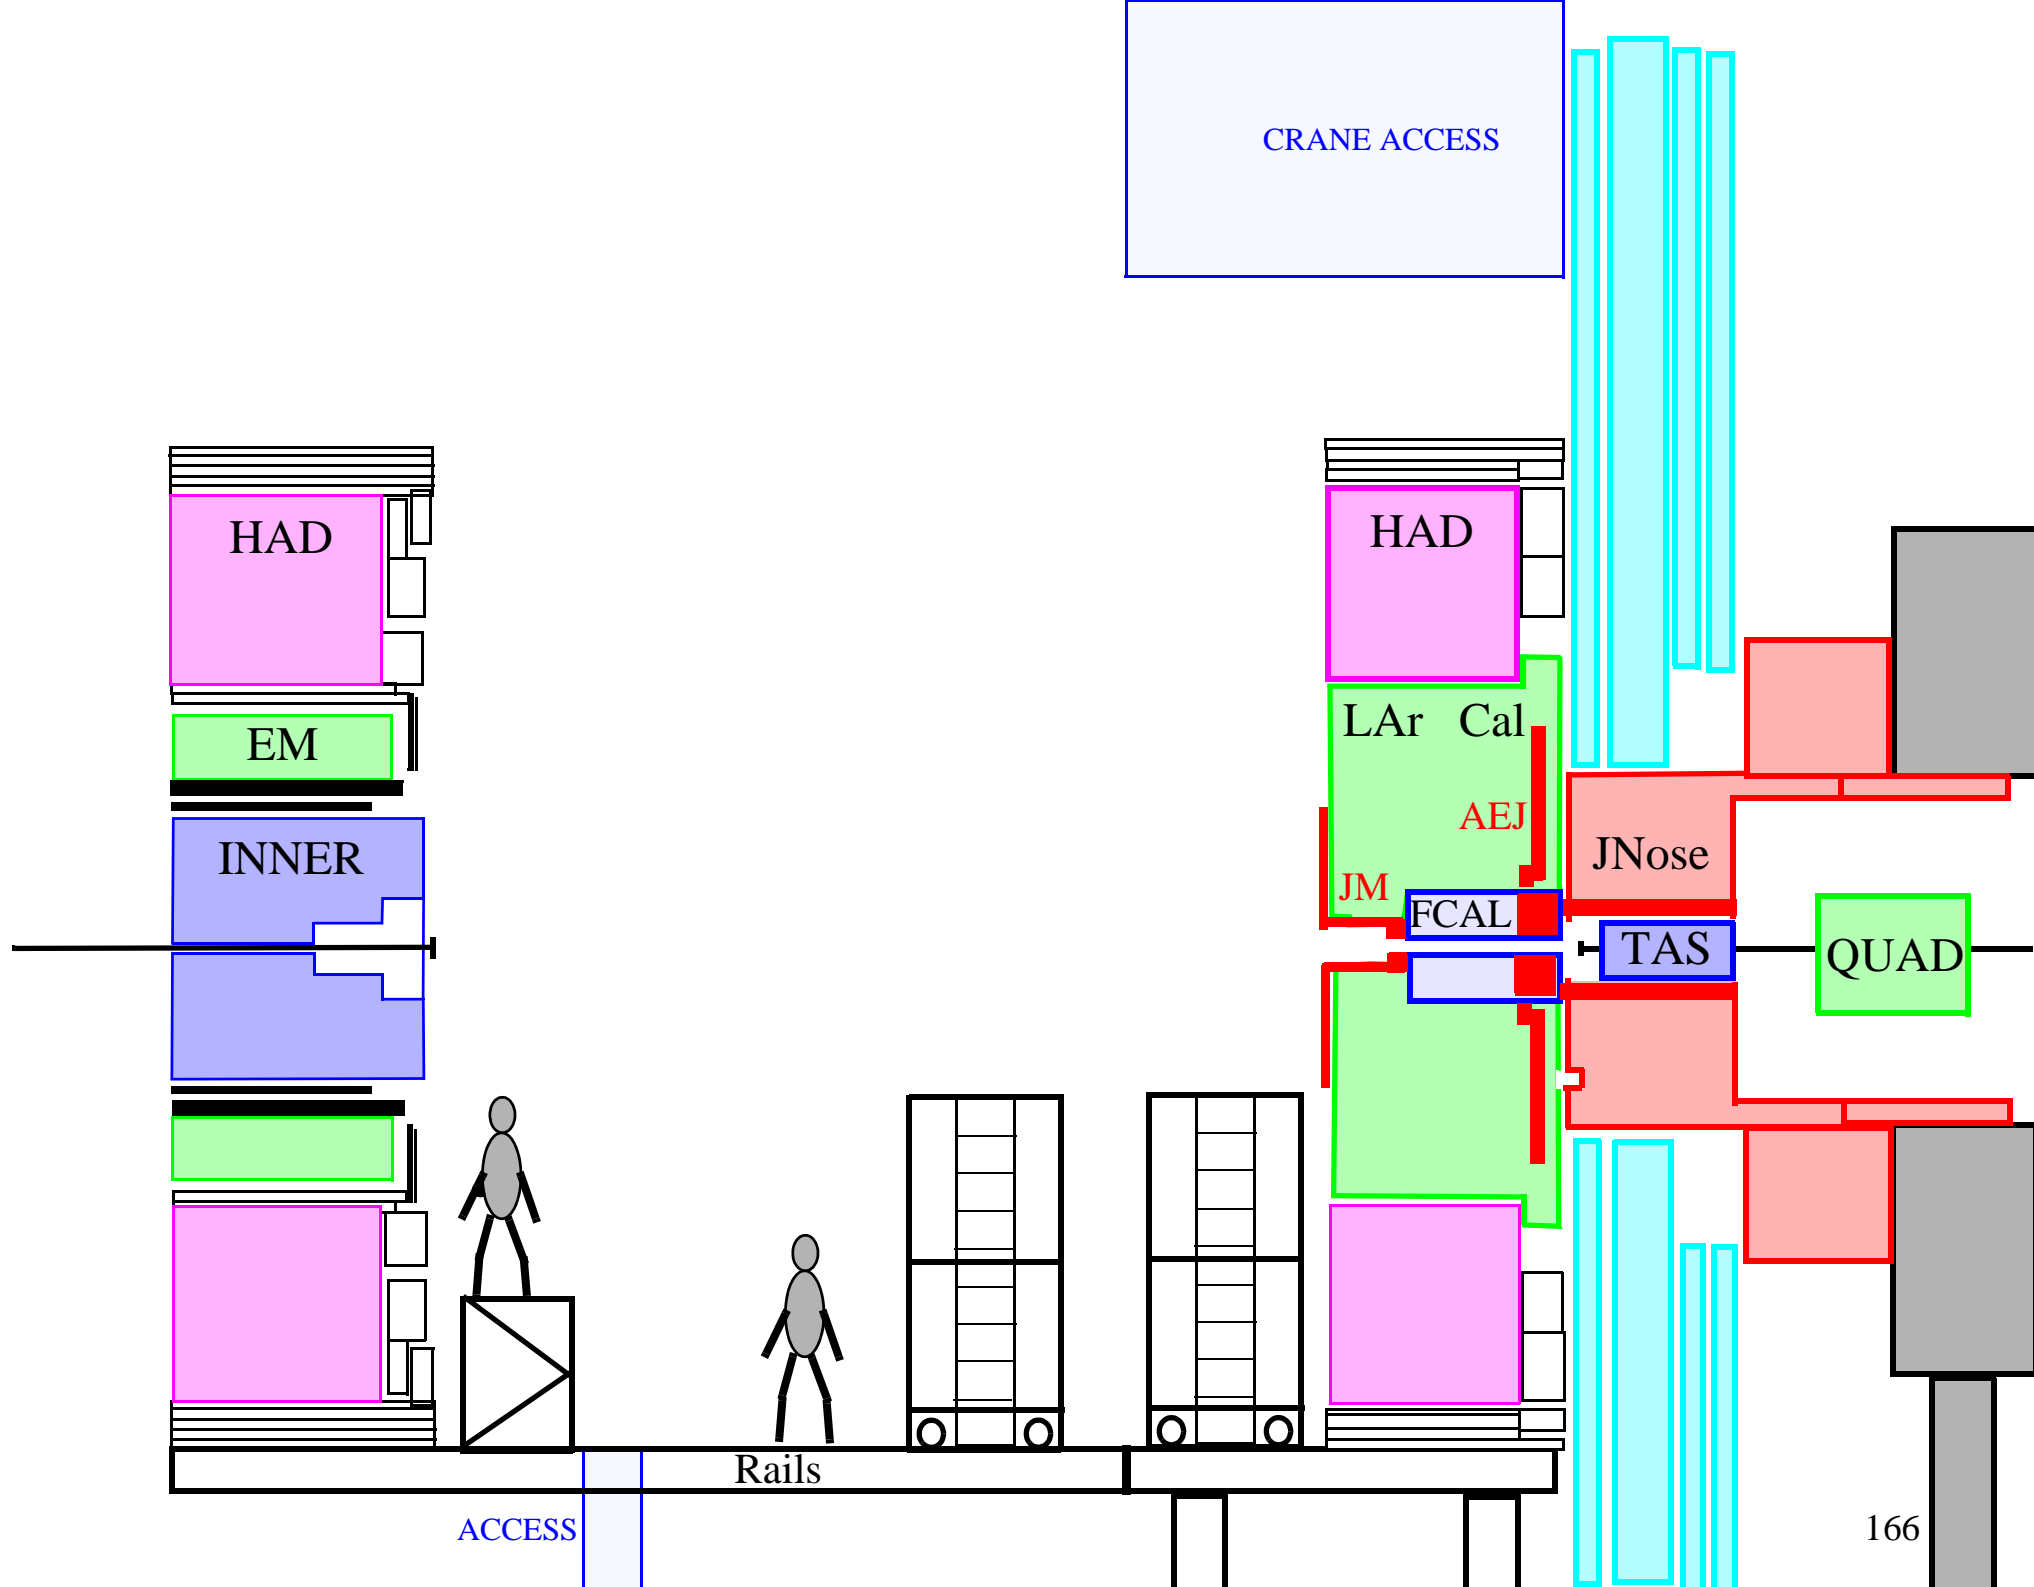 CRANE ACCESS
HAD
HAD
LAr Cal
EM
AEJ
INNER
JNose
JM
FCAL
TAS
QUAD
Rails
ACCESS
166